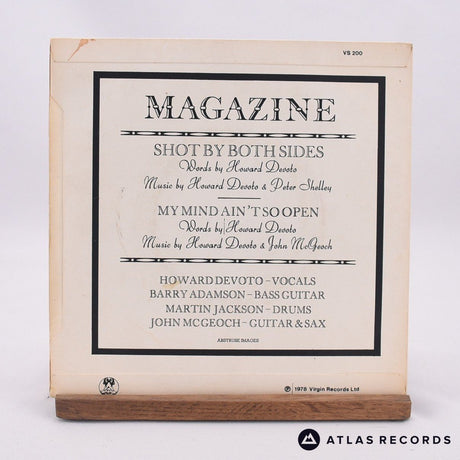 VS 200
MAGAZINE
SHOT BY BOTH SIDES
Words by Howard Devoto
Music by Howard Devoto & Peter Shelley
MY MIND AIN'T SO OPEN
Words by Howard Devoto
Music by Howard Devoto & John McGeoch
HOWARD DEVOTO – VOCALS
BARRY ADAMSON – BASS GUITAR
MARTIN JACKSON – DRUMS
JOHN MCGEOCH – GUITAR & SAX
AMITROSE IMAGES
℗ 1978 Virgin Records Ltd
ATLAS RECORDS